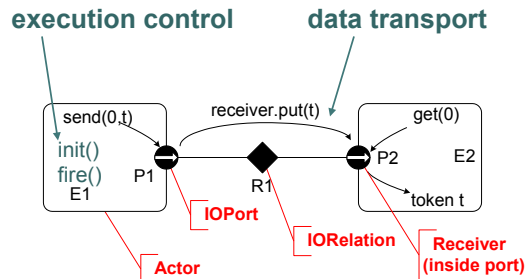 execution control
data transport
send(0,t)
receiver.put(t)
get(0)
init()
fire()
P1
P2
E2
E1
R1
token t
IOPort
IORelation
Receiver
(inside port)
Actor